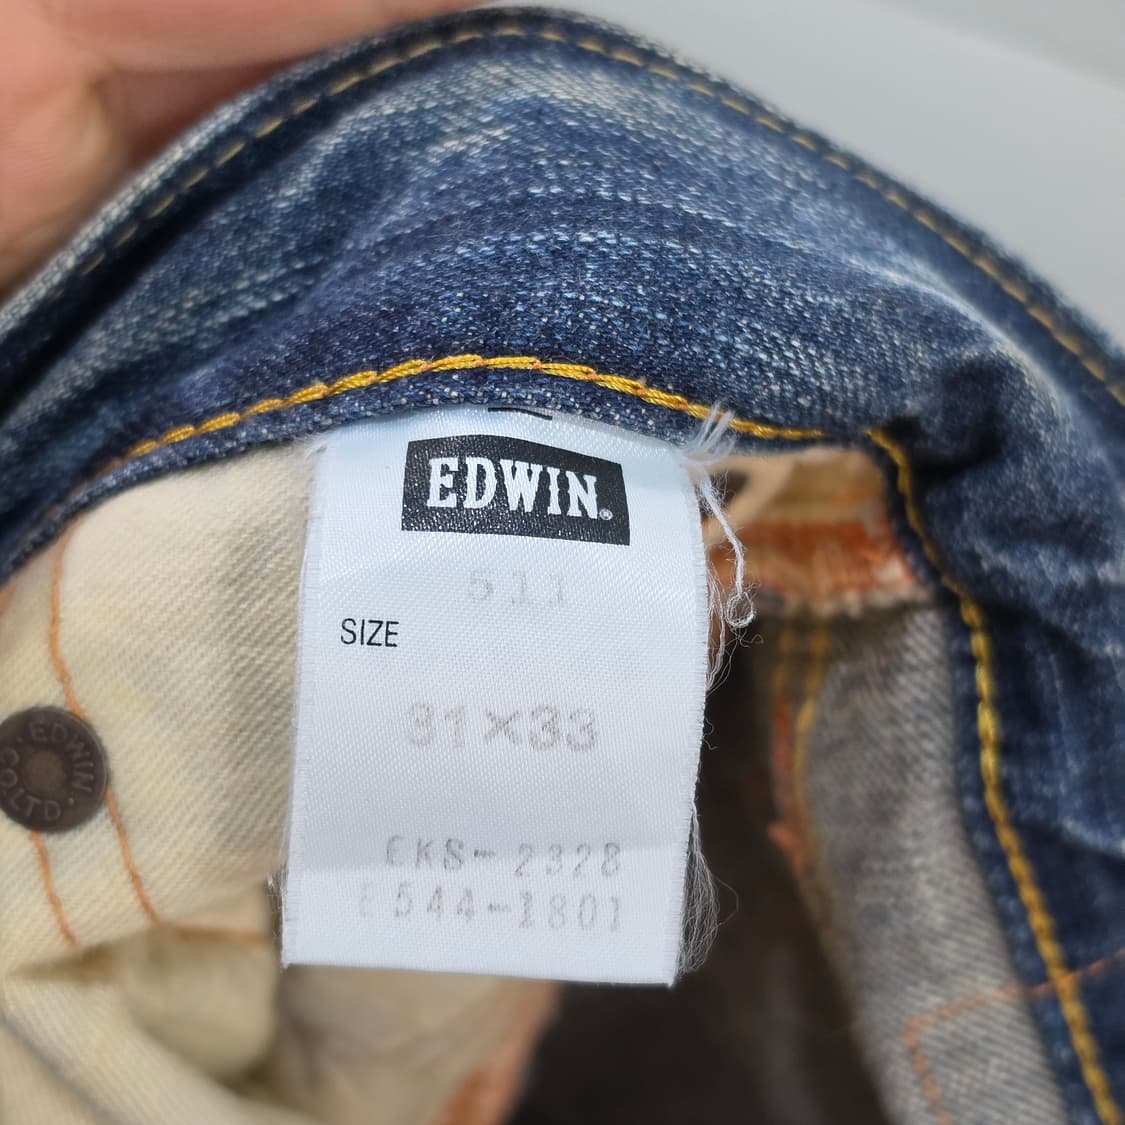 EDWIN®
511
SIZE
31×33
EKS-2328
E544-1801
EDWIN
CO LTD.